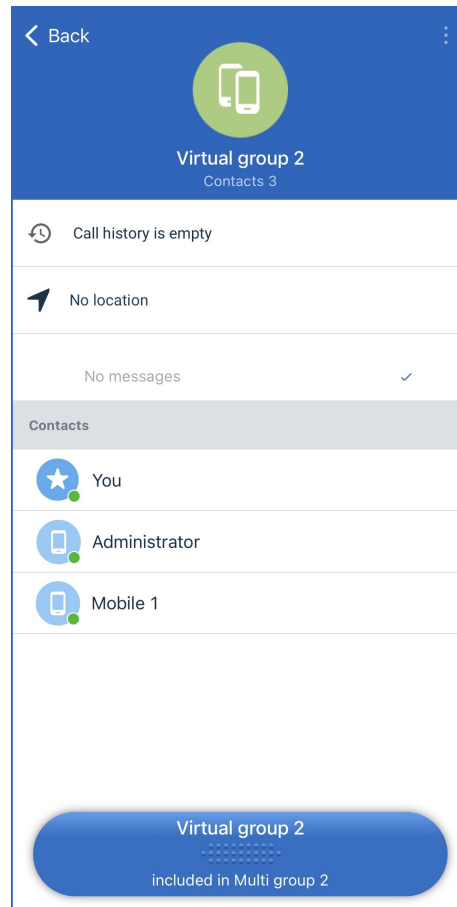 Back
Virtual group 2
Contacts 3
Call history is empty
No location
No messages
Contacts
You
Administrator
Mobile 1
Virtual group 2
included in Multi group 2